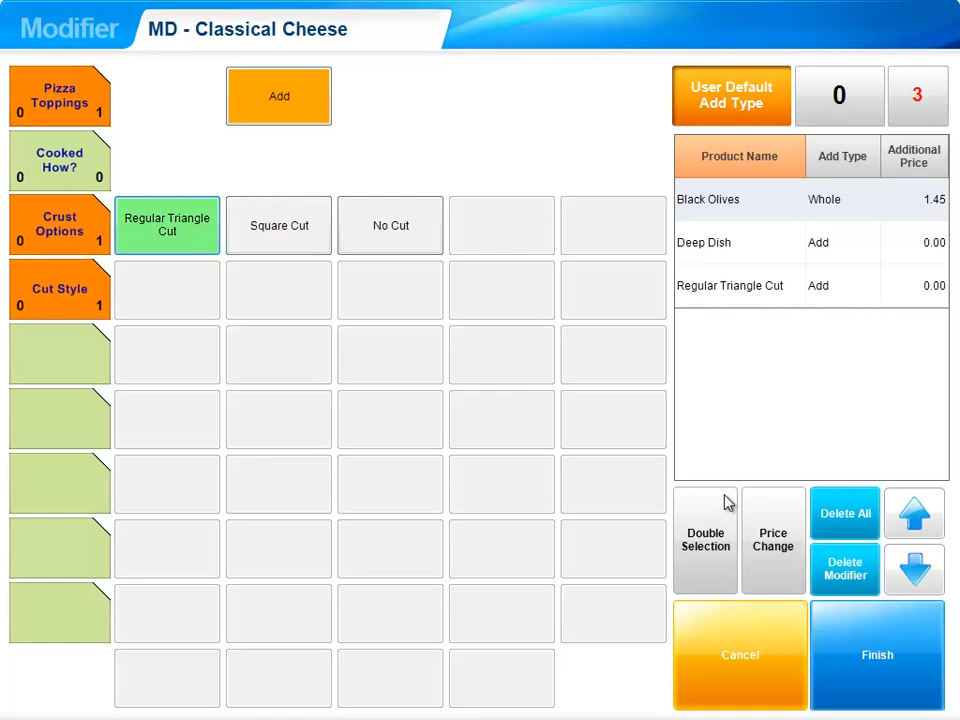 Modifier
MD - Classical Cheese
Pizza
Toppings
0 1
Add
User Default
Add Type
0
3
Product Name Add Type Additional
Price
Cooked
How?
0 0
Black Olives Whole 1.45
Crust
Options
0 1
Regular Triangle
Cut
Square Cut
No Cut
Deep Dish Add 0.00
Cut Style
0 1
Regular Triangle Cut Add 0.00
Double
Selection
Price
Change
Delete All
Delete
Modifier
Cancel
Finish